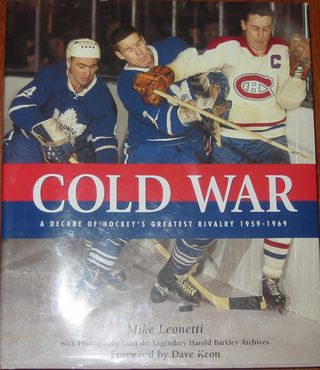 C
COLD WAR
A DECADE OF HOCKEY'S GREATEST RIVALRY 1959-1969
Mike Leonetti
with Photography from the Legendary Harold Barkley Archives
Foreword by Dave Keon